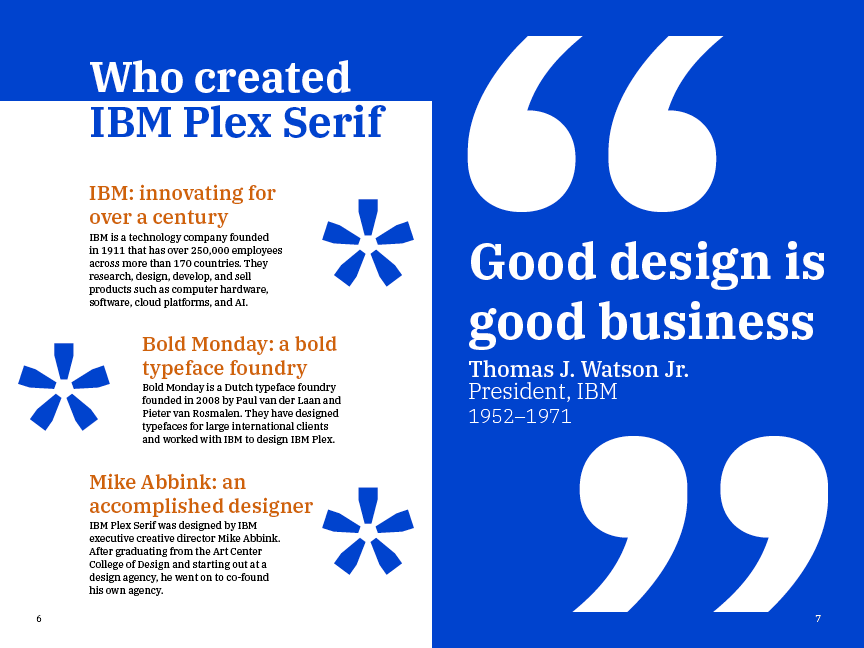 Who created
IBM Plex Serif
IBM: innovating for
over a century
IBM is a technology company founded
in 1911 that has over 250,000 employees
across more than 170 countries. They
research, design, develop, and sell
products such as computer hardware,
software, cloud platforms, and AI.
Bold Monday: a bold
typeface foundry
Bold Monday is a Dutch typeface foundry
founded in 2008 by Paul van der Laan and
Pieter van Rosmalen. They have designed
typefaces for large international clients
and worked with IBM to design IBM Plex.
Mike Abbink: an
accomplished designer
IBM Plex Serif was designed by IBM
executive creative director Mike Abbink.
After graduating from the Art Center
College of Design and starting out at a
design agency, he went on to co-found
his own agency.
6
“
Good design is
good business
Thomas J. Watson Jr.
President, IBM
1952–1971
”
7